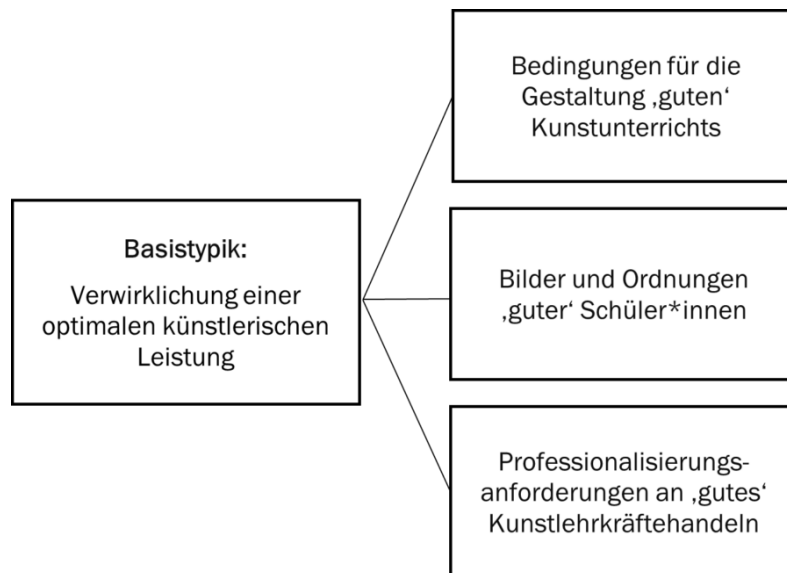 Bedingungen für die
Gestaltung ‚guten‘
Kunstunterrichts
Basistypik:
Verwirklichung einer
optimalen künstlerischen
Leistung
Bilder und Ordnungen
‚guter‘ Schüler*innen
Professionalisierungs-
anforderungen an ‚gutes‘
Kunstlehrkräftehandeln